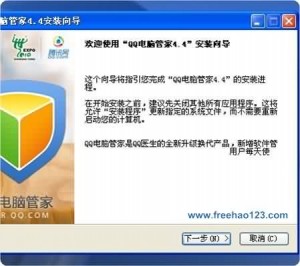 电脑管家4.4安装向导
EXPO
腾讯网
欢迎使用“QQ电脑管家4.4”安装向导
这个向导将指引您完成“QQ电脑管家4.4”的安装进
程。
在开始安装之前，建议先关闭其他所有应用程序。这将
允许“安装程序”更新指定的系统文件，而不需要重新
启动您的计算机。
QQ电脑管家是QQ医生的全新升级换代产品，新增软件管
用户每天使
电脑管家
.QQ.COM
www.freehao123.com
下一步(N) >
取消(C)